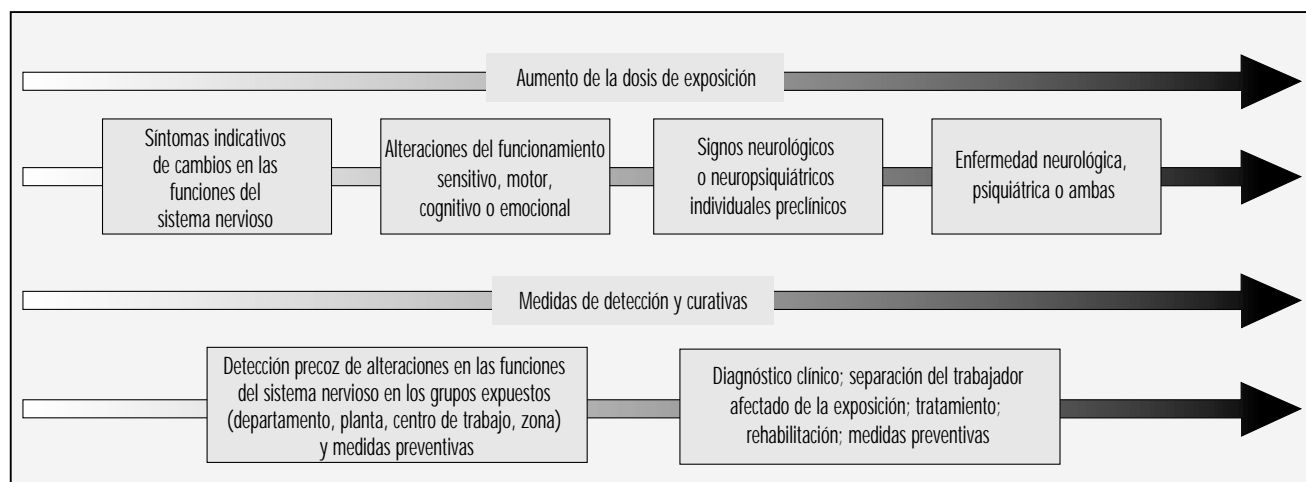 Aumento de la dosis de exposición
Síntomas indicativos
de cambios en las
funciones del
sistema nervioso
Alteraciones del funcionamiento
sensitivo, motor,
cognitivo o emocional
Signos neurológicos
o neuropsiquiátricos
individuales preclínicos
Enfermedad neurológica,
psiquiátrica o ambas
Medidas de detección y curativas
Detección precoz de alteraciones en las funciones
del sistema nervioso en los grupos expuestos
(departamento, planta, centro de trabajo, zona)
y medidas preventivas
Diagnóstico clínico; separación del trabajador
afectado de la exposición; tratamiento;
rehabilitación; medidas preventivas